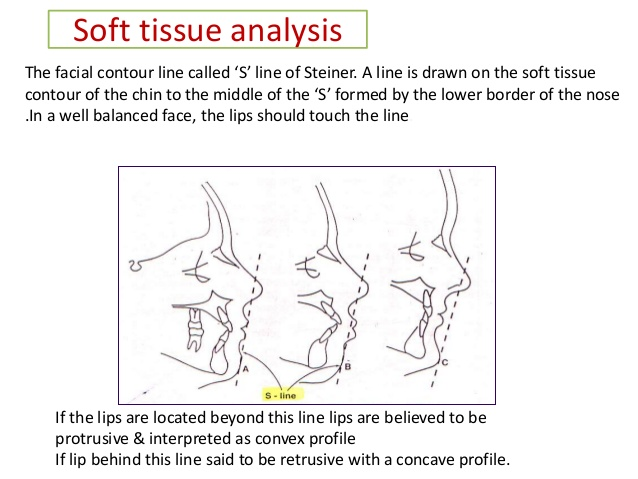 Soft tissue analysis
The facial contour line called ‘S’ line of Steiner. A line is drawn on the soft tissue
contour of the chin to the middle of the ‘S’ formed by the lower border of the nose
.In a well balanced face, the lips should touch the line
A
B
C
S - line
If the lips are located beyond this line lips are believed to be
protrusive & interpreted as convex profile
If lip behind this line said to be retrusive with a concave profile.